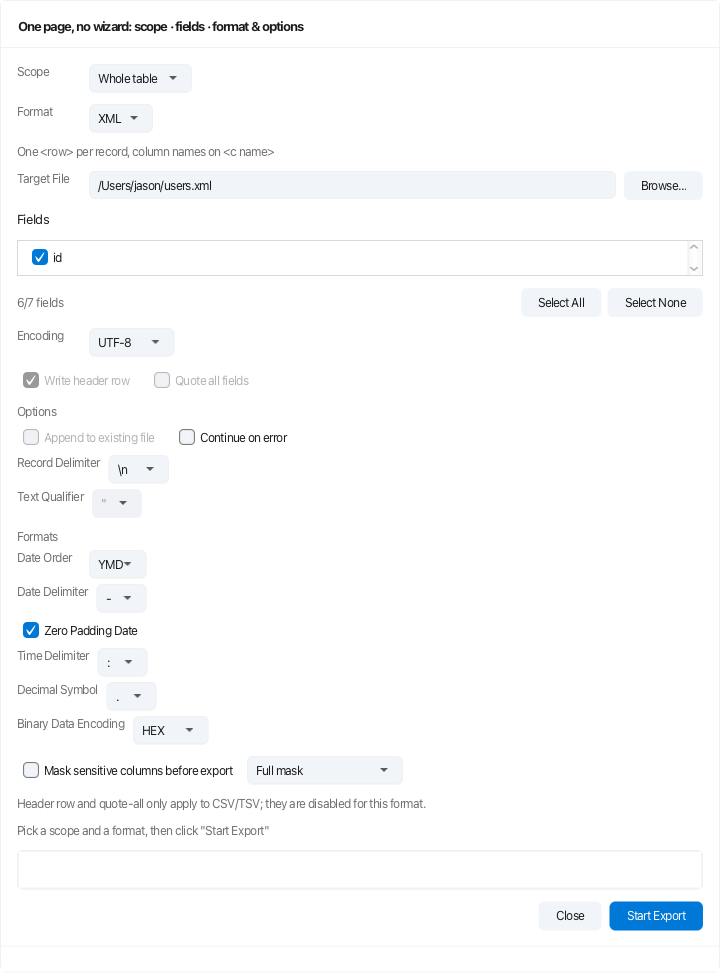 One page, no wizard: scope · fields · format & options
Scope
Whole table
Format
XML
One <row> per record, column names on <c name>
Target File
/Users/jason/users.xml
Browse...
Fields
id
6/7 fields
Select All
Select None
Encoding
UTF-8
Write header row
Quote all fields
Options
Append to existing file
Continue on error
Record Delimiter
\n
Text Qualifier
"
Formats
Date Order
YMD
Date Delimiter
-
Zero Padding Date
Time Delimiter
:
Decimal Symbol
.
Binary Data Encoding
HEX
Mask sensitive columns before export
Full mask
Header row and quote-all only apply to CSV/TSV; they are disabled for this format.
Pick a scope and a format, then click "Start Export"
Close
Start Export